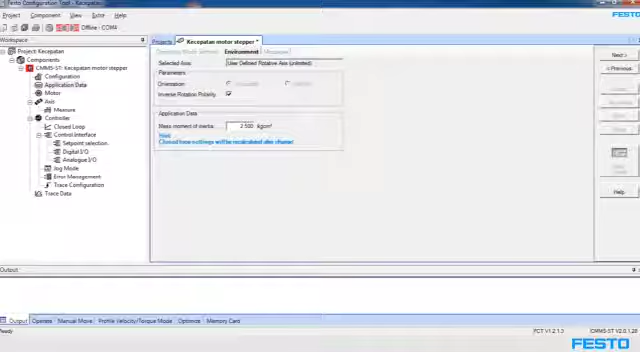 Festo Configuration Tool - Kecepatan
Project Component View Extra Help
FESTO
Offline - COM4
Workspace
Projects Kecepatan motor stepper *
Project: Kecepatan
Components
CMMS-ST: Kecepatan motor stepper
Configuration
Application Data
Motor
Axis
Measure
Controller
Closed Loop
Control Interface
Setpoint selection
Digital I/O
Analogue I/O
Jog Mode
Error Management
Trace Configuration
Trace Data
Environment
Selected Axis: User Defined Rotative Axis (unlimited)
Parameters
Orientation:
Inverse Rotation Polarity:
Application Data
Mass moment of inertia: 2.500 kgcm²
Hint:
Closed loop settings will be recalculated after change!
Next >
Help
Output
Output Operate Manual Move Profile Velocity/Torque Mode Optimize Memory Card
Ready
FCT V1.2.1.3
CMMS-ST V2.0.1.28
FESTO